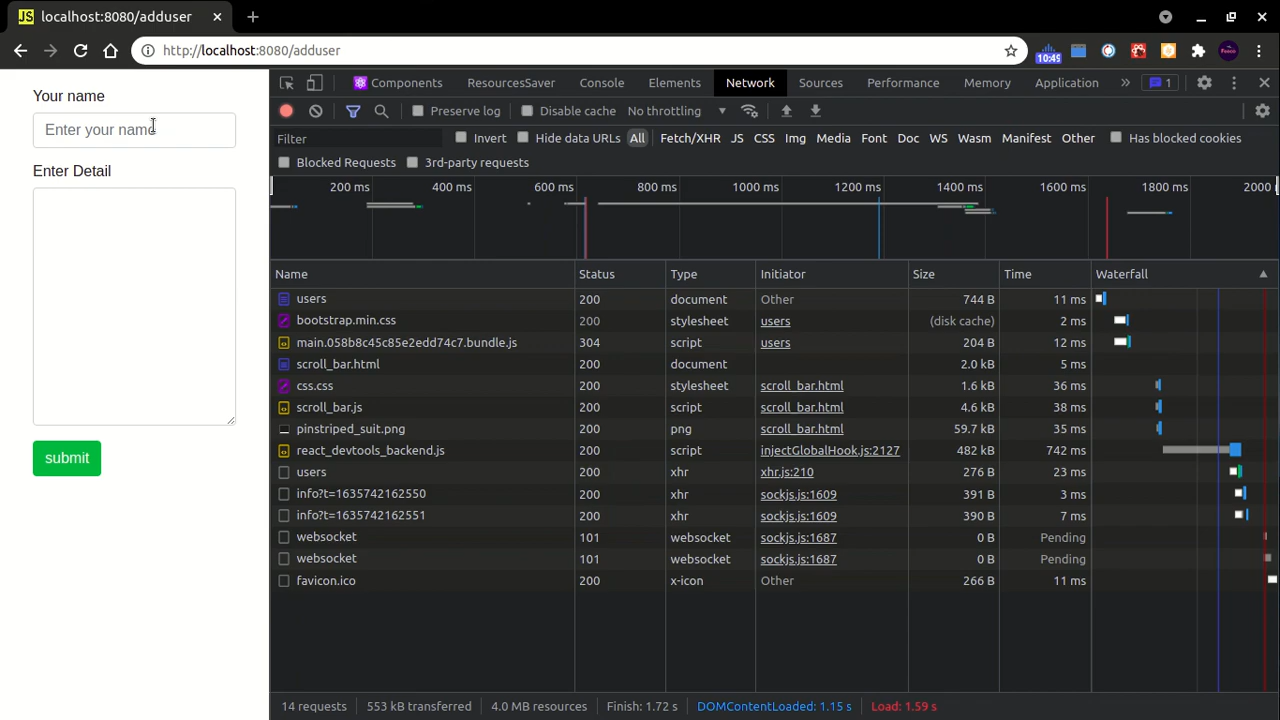 JS localhost:8080/adduser
http://localhost:8080/adduser
10:45
Components ResourcesSaver Console Elements Network Sources Performance Memory Application » 1
Preserve log Disable cache No throttling
Filter Invert Hide data URLs All Fetch/XHR JS CSS Img Media Font Doc WS Wasm Manifest Other Has blocked cookies
Blocked Requests 3rd-party requests
200 ms 400 ms 600 ms 800 ms 1000 ms 1200 ms 1400 ms 1600 ms 1800 ms 2000
Name Status Type Initiator Size Time Waterfall
users 200 document Other 744 B 11 ms
bootstrap.min.css 200 stylesheet users (disk cache) 2 ms
main.058b8c45c85e2edd74c7.bundle.js 304 script users 204 B 12 ms
scroll_bar.html 200 document 2.0 kB 5 ms
css.css 200 stylesheet scroll_bar.html 1.6 kB 36 ms
scroll_bar.js 200 script scroll_bar.html 4.6 kB 38 ms
pinstriped_suit.png 200 png scroll_bar.html 59.7 kB 35 ms
react_devtools_backend.js 200 script injectGlobalHook.js:2127 482 kB 742 ms
users 200 xhr xhr.js:210 276 B 23 ms
info?t=1635742162550 200 xhr sockjs.js:1609 391 B 3 ms
info?t=1635742162551 200 xhr sockjs.js:1609 390 B 7 ms
websocket 101 websocket sockjs.js:1687 0 B Pending
websocket 101 websocket sockjs.js:1687 0 B Pending
favicon.ico 200 x-icon Other 266 B 11 ms
14 requests 553 kB transferred 4.0 MB resources Finish: 1.72 s DOMContentLoaded: 1.15 s Load: 1.59 s
Your name
Enter your name
Enter Detail
submit